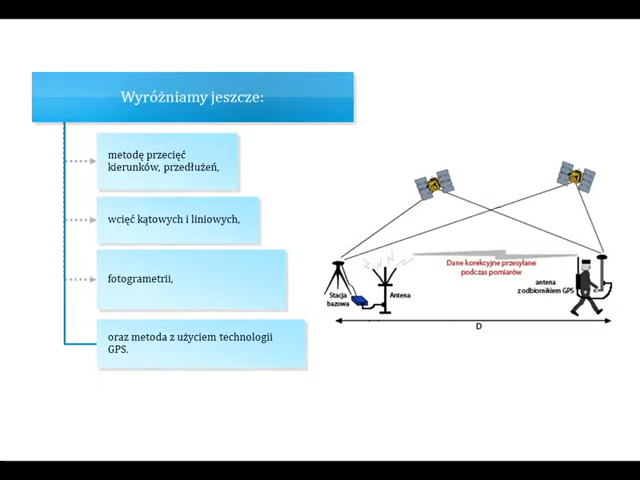 Wyróżniamy jeszcze:
metodę przecięć
kierunków, przedłużeń,
wcięć kątowych i liniowych,
fotogrametrii,
oraz metoda z użyciem technologii
GPS.
Dane korekcyjne przesyłane
podczas pomiarów
Stacja
bazowa
Antena
antena
z odbiornikiem GPS
D